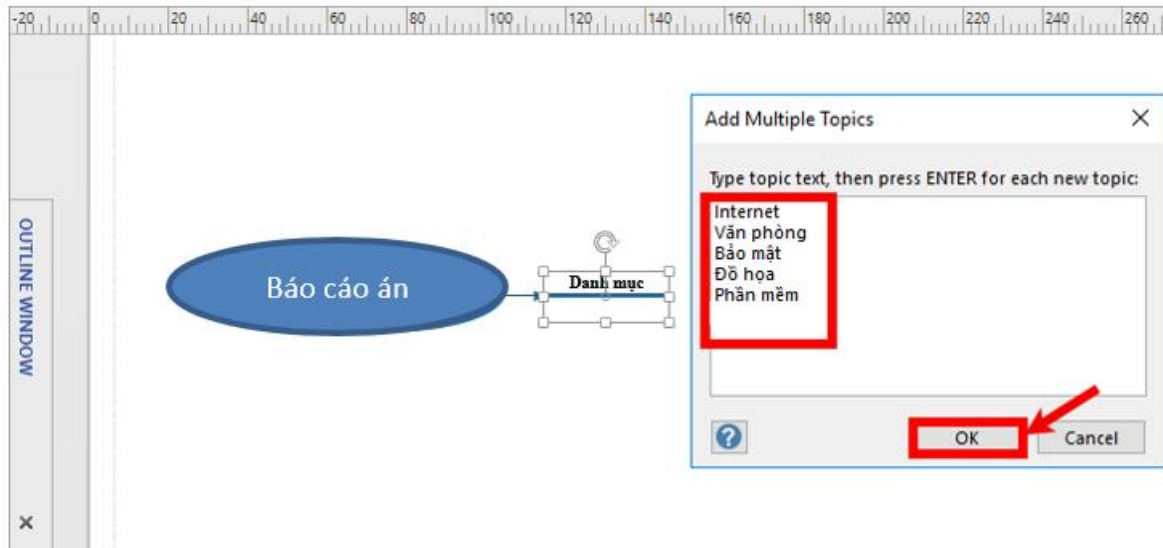 -20 0 20 40 60 80 100 120 140 160 180 200 220 240 260
Add Multiple Topics
Type topic text, then press ENTER for each new topic:
Internet
Văn phòng
Bảo mật
Đồ họa
Phần mềm
OUTLINE WINDOW
Báo cáo án
Danh mục
OK
Cancel